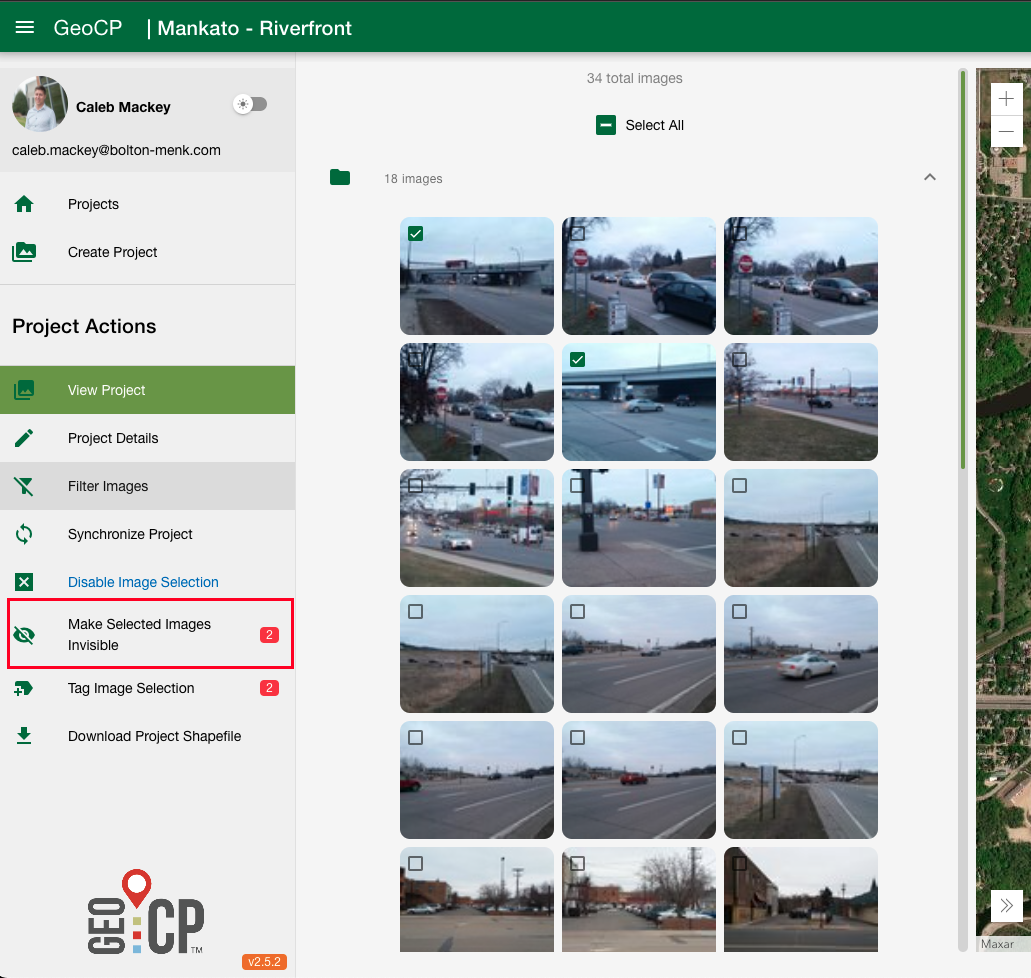 GeoCP | Mankato - Riverfront
Caleb Mackey
caleb.mackey@bolton-menk.com
Projects
Create Project
Project Actions
View Project
Project Details
Filter Images
Synchronize Project
Disable Image Selection
Make Selected Images
Invisible
2
Tag Image Selection
2
Download Project Shapefile
GEO
CP
TM
v2.5.2
34 total images
Select All
18 images
Maxar